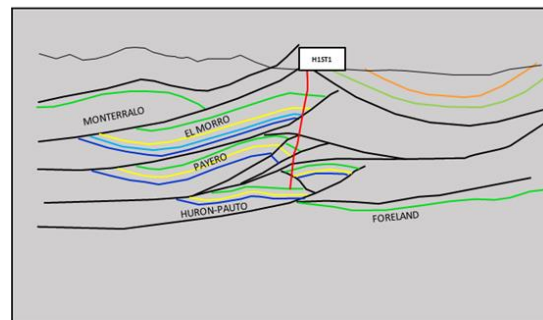 H1ST1
MONTERRALO
EL MORRO
PAYERO
HURON-PAUTO
FORELAND